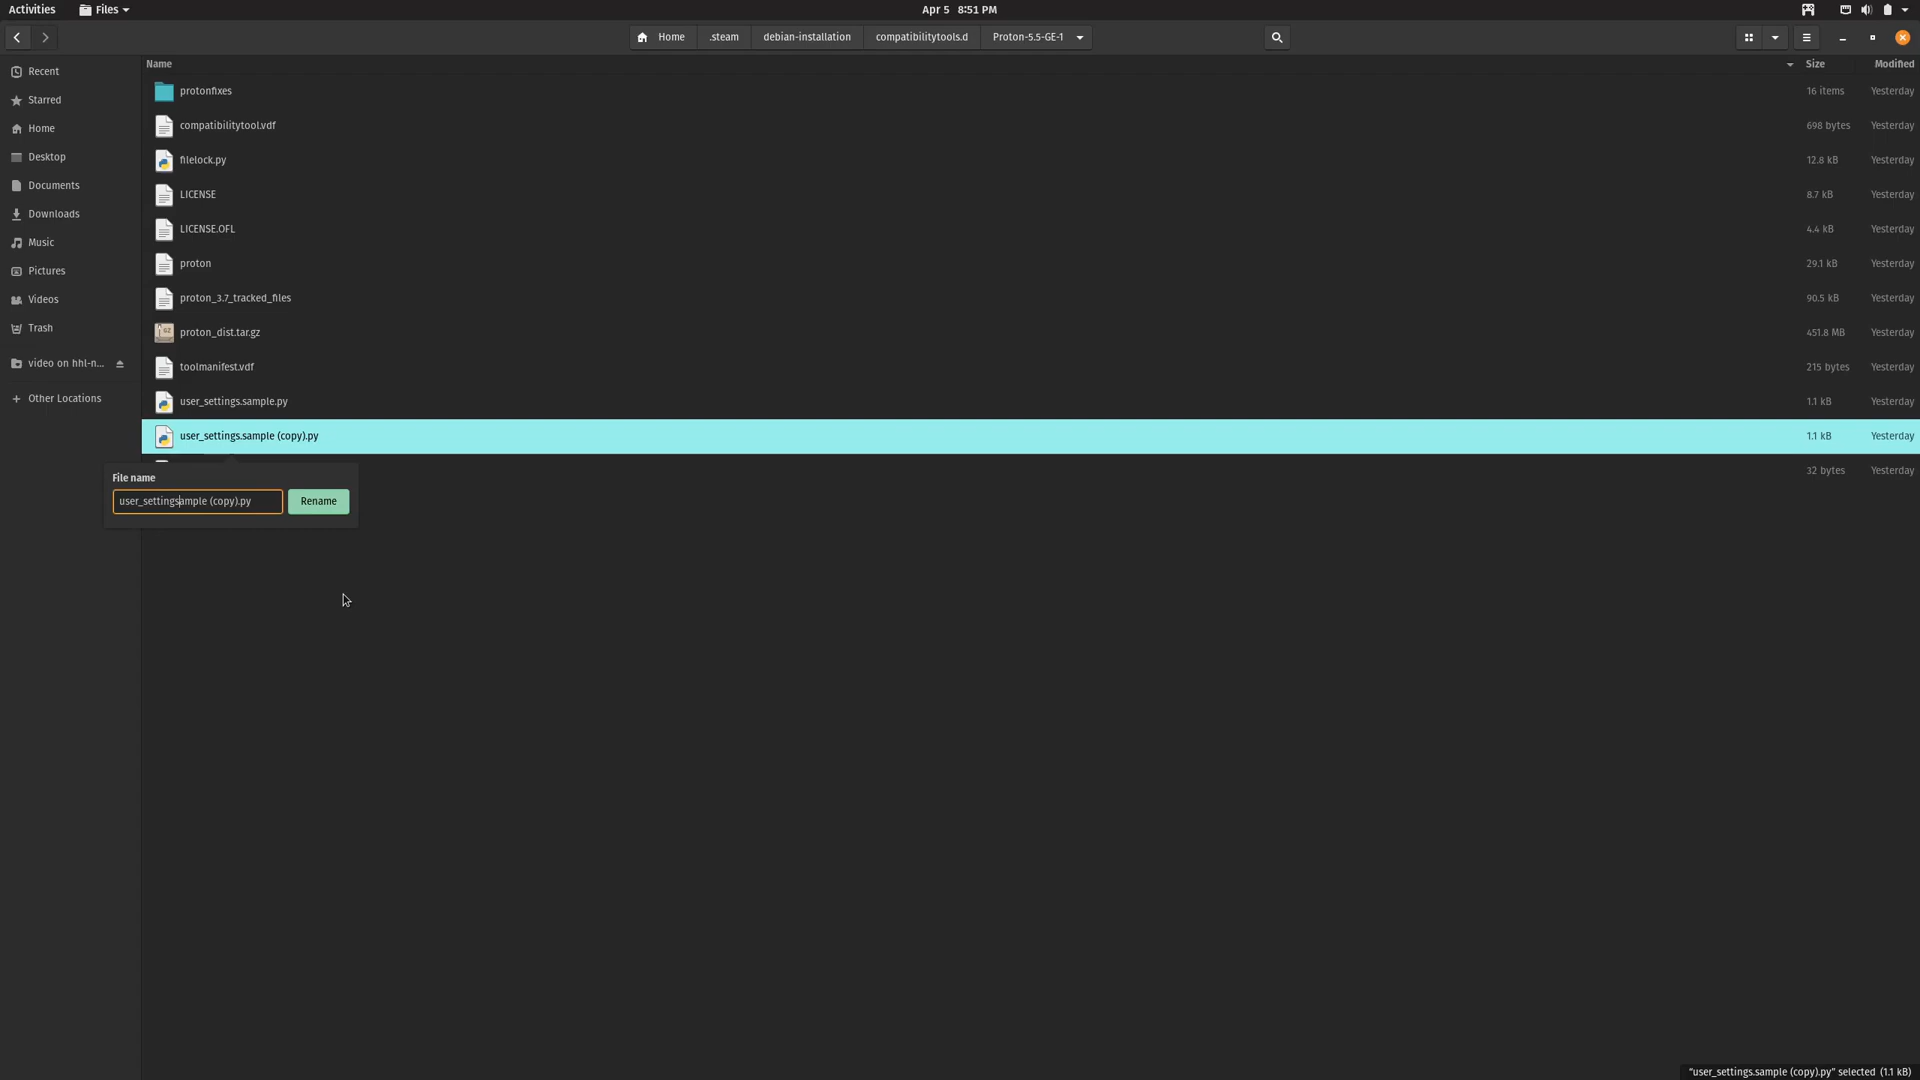 Activities Files Apr 5 8:51 PM
Home .steam debian-installation compatibilitytools.d Proton-5.5-GE-1
Name Size Modified
Recent
Starred
Home
Desktop
Documents
Downloads
Music
Pictures
Videos
Trash
video on hhl-n...
Other Locations
protonfixes 16 items Yesterday
compatibilitytool.vdf 698 bytes Yesterday
filelock.py 12.8 kB Yesterday
LICENSE 8.7 kB Yesterday
LICENSE.OFL 4.4 kB Yesterday
proton 29.1 kB Yesterday
proton_3.7_tracked_files 90.5 kB Yesterday
proton_dist.tar.gz 451.8 MB Yesterday
toolmanifest.vdf 215 bytes Yesterday
user_settings.sample.py 1.1 kB Yesterday
user_settings.sample (copy).py 1.1 kB Yesterday
32 bytes Yesterday
File name
user_settingsample (copy).py Rename
"user_settings.sample (copy).py" selected (1.1 kB)